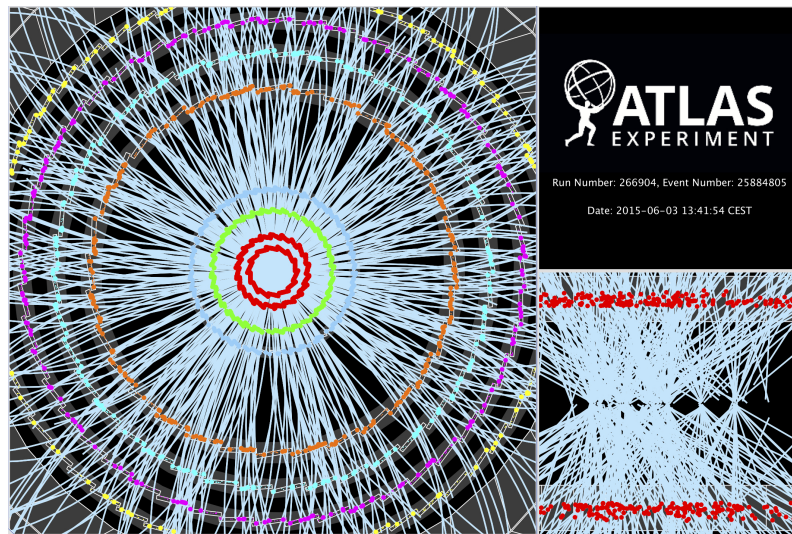 ATLAS
EXPERIMENT
Run Number: 266904, Event Number: 25884805
Date: 2015-06-03 13:41:54 CEST